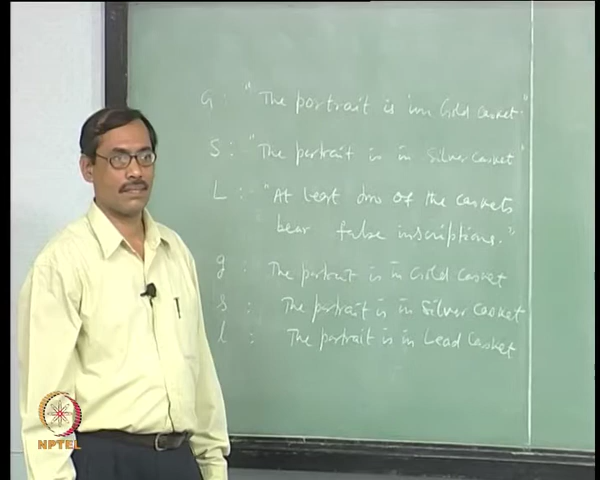 G : "The portrait is in Gold casket."
S : "The portrait is in Silver casket"
L : "At least two of the caskets
bear false inscriptions."
g : The portrait is in Gold casket
s : The portrait is in Silver casket
l : The portrait is in Lead casket
NPTEL